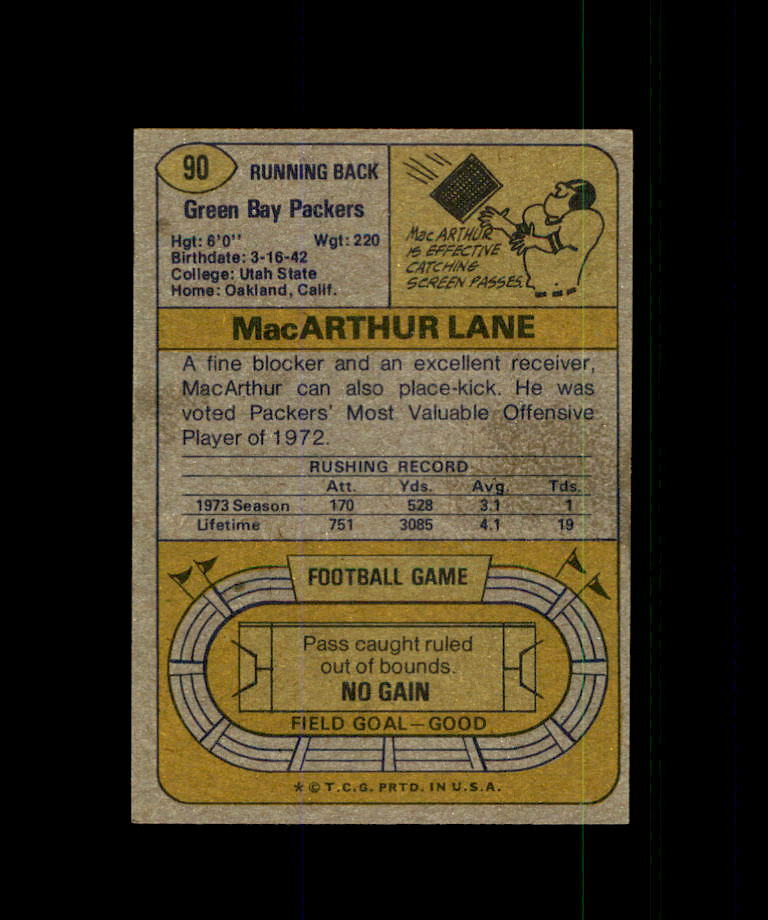 90 RUNNING BACK
Green Bay Packers
Hgt: 6'0'' Wgt: 220
Birthdate: 3-16-42
College: Utah State
Home: Oakland, Calif.
MacARTHUR
IS EFFECTIVE
CATCHING
SCREEN PASSES.
MacARTHUR LANE
A fine blocker and an excellent receiver,
MacArthur can also place-kick. He was
voted Packers' Most Valuable Offensive
Player of 1972.
RUSHING RECORD
Att. Yds. Avg. Tds.
1973 Season 170 528 3.1 1
Lifetime 751 3085 4.1 19
FOOTBALL GAME
Pass caught ruled
out of bounds.
NO GAIN
FIELD GOAL—GOOD
* © T.C.G. PRTD. IN U.S.A.